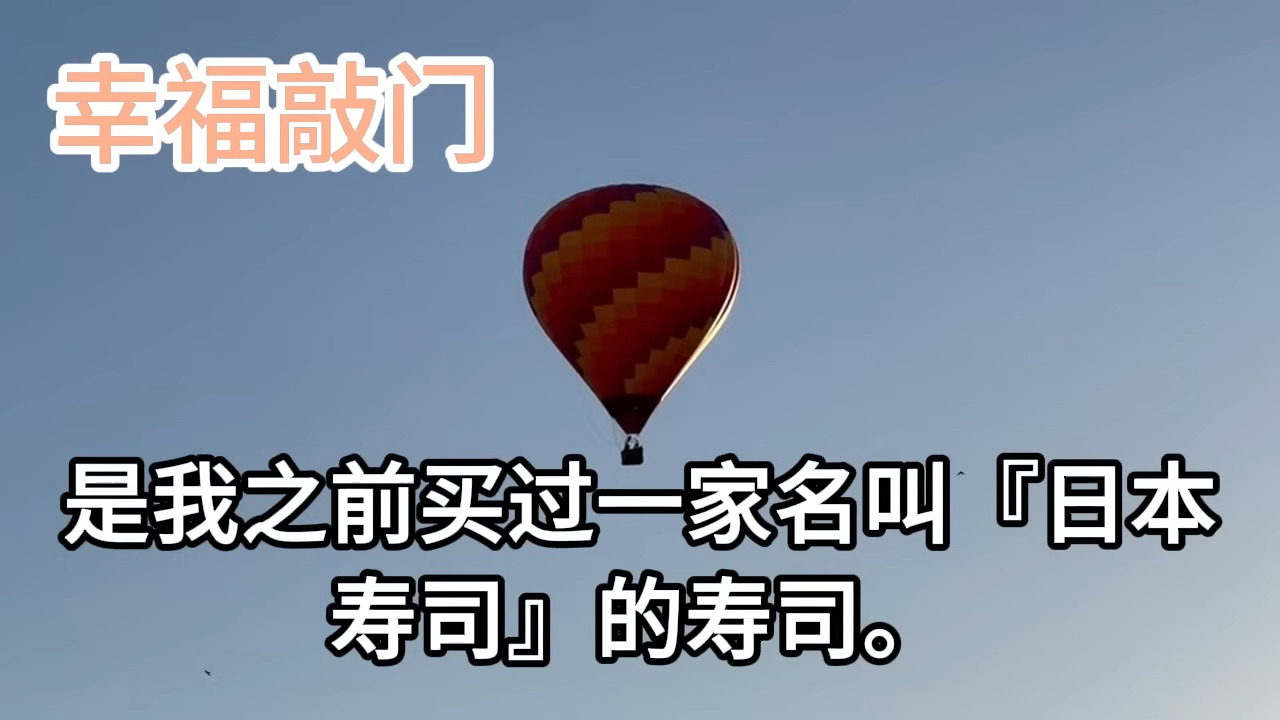 幸福敲门
是我之前买过一家名叫『日本
寿司』的寿司。